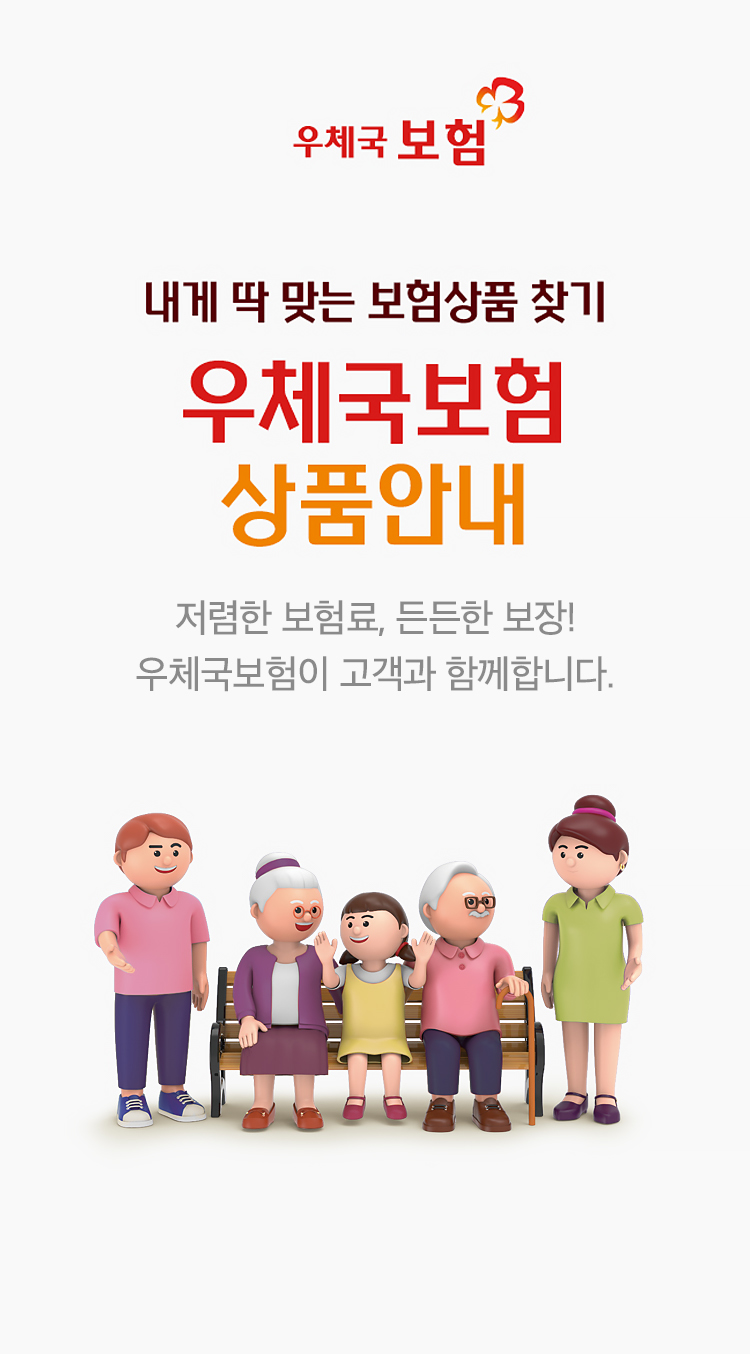 우체국 보험
내게 딱 맞는 보험상품 찾기
우체국보험
상품안내
저렴한 보험료, 든든한 보장!
우체국보험이 고객과 함께합니다.